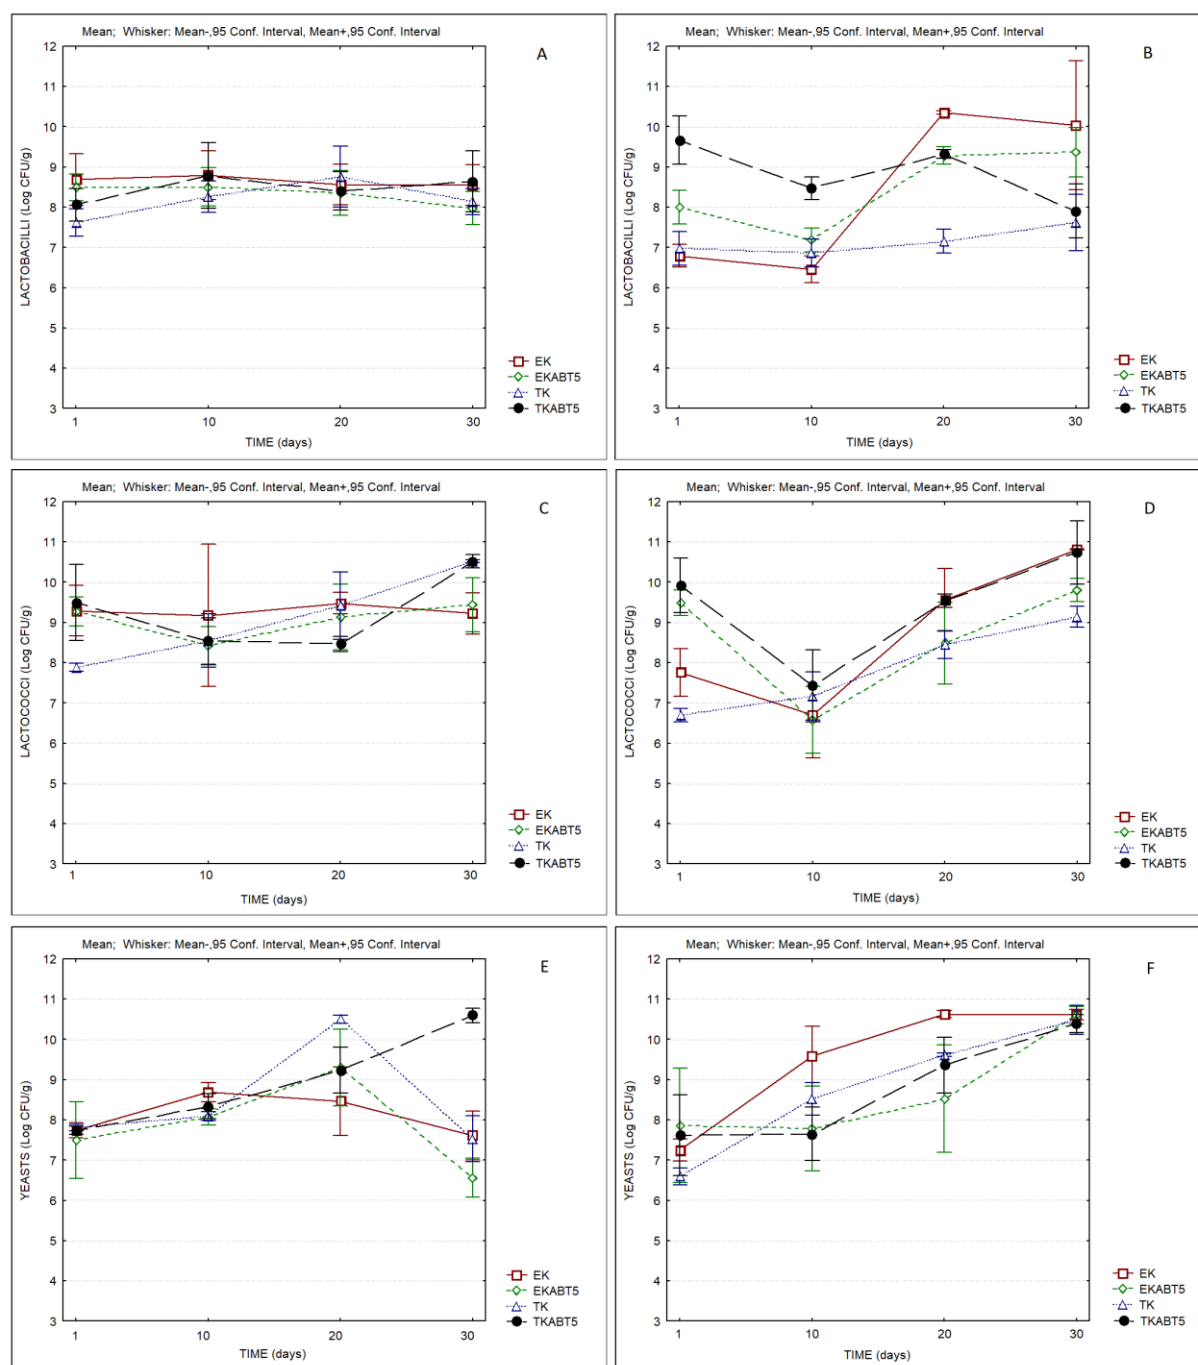 Mean; Whisker: Mean-,95 Conf. Interval, Mean+,95 Conf. Interval
A
LACTOBACILLI (Log CFU/g)
12
11
10
9
8
7
6
5
4
3
1
10
20
30
TIME (days)
EK
EKABT5
TK
TKABT5
Mean; Whisker: Mean-,95 Conf. Interval, Mean+,95 Conf. Interval
B
LACTOBACILLI (Log CFU/g)
12
11
10
9
8
7
6
5
4
3
1
10
20
30
TIME (days)
EK
EKABT5
TK
TKABT5
Mean; Whisker: Mean-,95 Conf. Interval, Mean+,95 Conf. Interval
C
LACTOCOCCI (Log CFU/g)
12
11
10
9
8
7
6
5
4
3
1
10
20
30
TIME (days)
EK
EKABT5
TK
TKABT5
Mean; Whisker: Mean-,95 Conf. Interval, Mean+,95 Conf. Interval
D
LACTOCOCCI (Log CFU/g)
12
11
10
9
8
7
6
5
4
3
1
10
20
30
TIME (days)
EK
EKABT5
TK
TKABT5
Mean; Whisker: Mean-,95 Conf. Interval, Mean+,95 Conf. Interval
E
YEASTS (Log CFU/g)
12
11
10
9
8
7
6
5
4
3
1
10
20
30
TIME (days)
EK
EKABT5
TK
TKABT5
Mean; Whisker: Mean-,95 Conf. Interval, Mean+,95 Conf. Interval
F
YEASTS (Log CFU/g)
12
11
10
9
8
7
6
5
4
3
1
10
20
30
TIME (days)
EK
EKABT5
TK
TKABT5